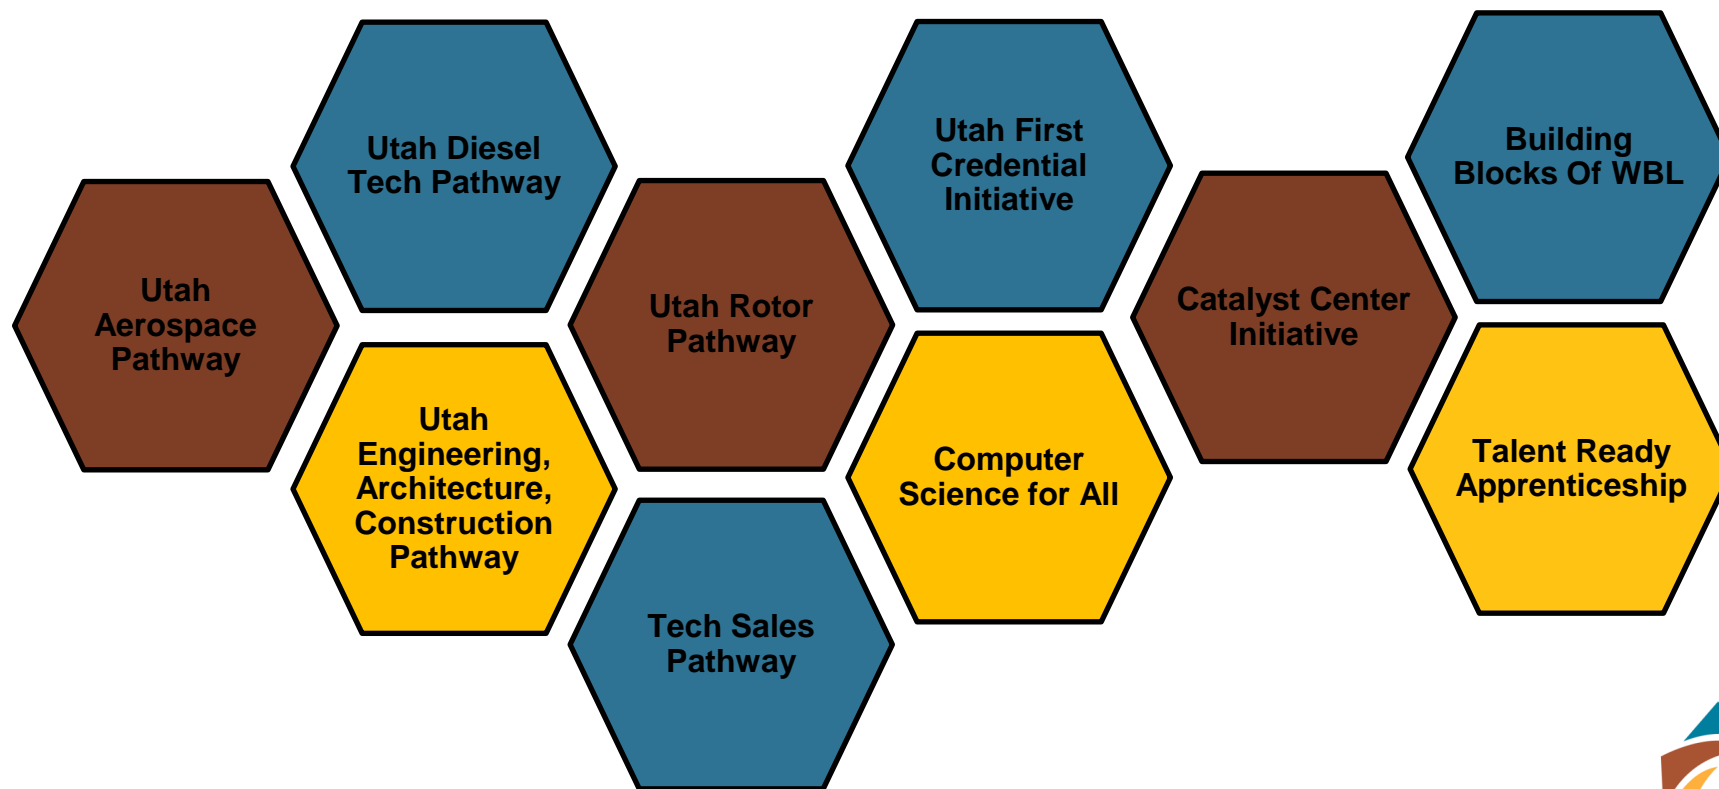 Utah
Aerospace
Pathway
Utah Diesel
Tech Pathway
Utah
Engineering,
Architecture,
Construction
Pathway
Utah Rotor
Pathway
Tech Sales
Pathway
Utah First
Credential
Initiative
Computer
Science for All
Catalyst Center
Initiative
Building
Blocks Of WBL
Talent Ready
Apprenticeship